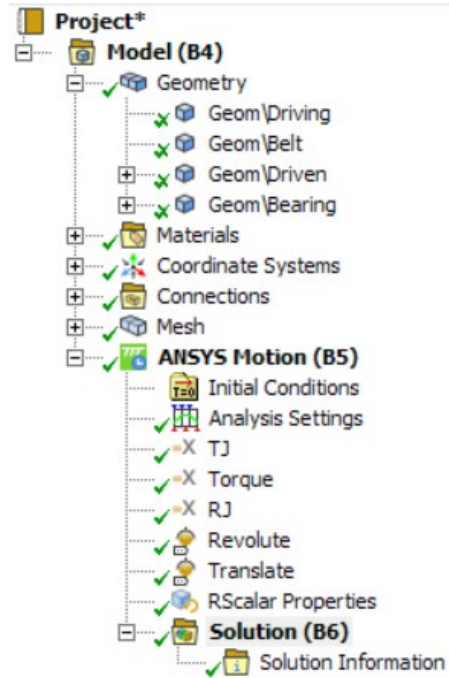 Project*
Model (B4)
Geometry
Geom\Driving
Geom\Belt
Geom\Driven
Geom\Bearing
Materials
Coordinate Systems
Connections
Mesh
ANSYS Motion (B5)
T=0 Initial Conditions
Analysis Settings
=X TJ
=X Torque
=X RJ
Revolute
Translate
RScalar Properties
Solution (B6)
i Solution Information